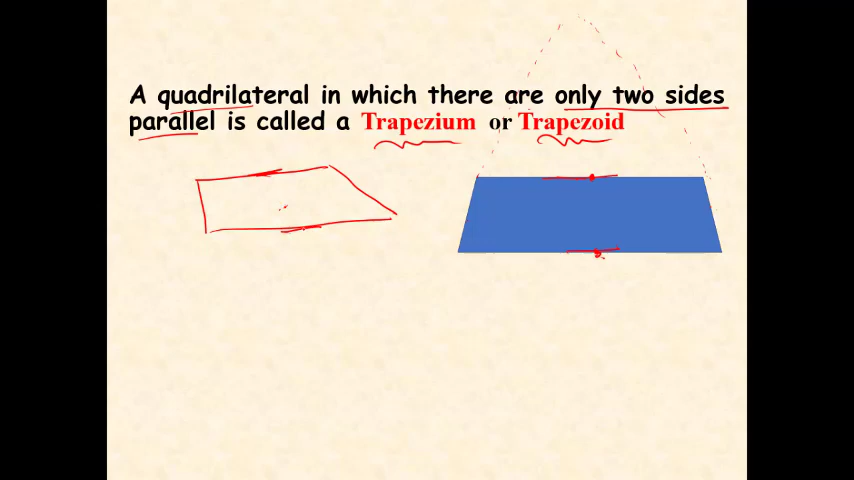 A quadrilateral in which there are only two sides
parallel is called a Trapezium or Trapezoid